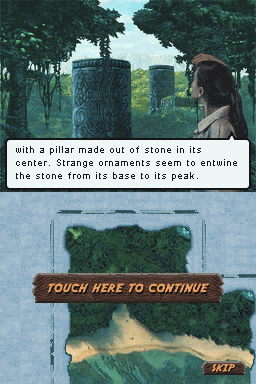 with a pillar made out of stone in its
center. Strange ornaments seem to entwine
the stone from its base to its peak.
TOUCH HERE TO CONTINUE
SKIP